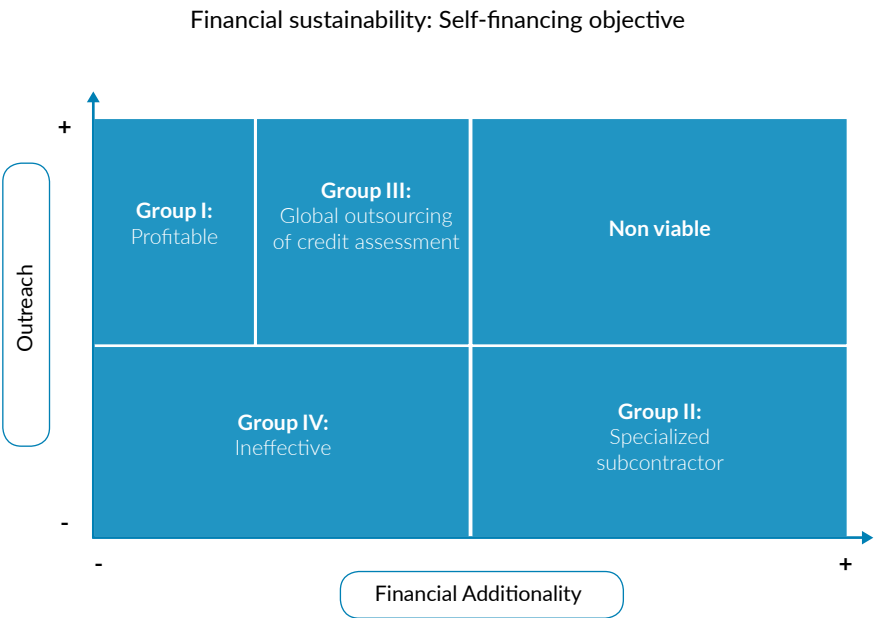 Financial sustainability: Self-financing objective
+
Group I:
Profitable
Group III:
Global outsourcing
of credit assessment
Non viable
Outreach
Group IV:
Ineffective
Group II:
Specialized
subcontractor
-
-
+
Financial Additionality